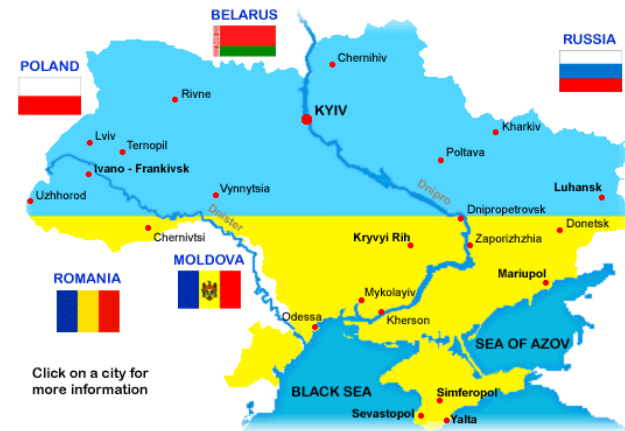 BELARUS
RUSSIA
POLAND
Chernihiv
Rivne
KYIV
Kharkiv
Lviv
Ternopil
Poltava
Ivano - Frankivsk
Uzhhorod
Vynnytsia
Dnipro
Luhansk
Dnister
Dnipropetrovsk
Chernivtsi
Donetsk
Kryvyi Rih
Zaporizhzhia
MOLDOVA
ROMANIA
Mariupol
Mykolayiv
Odessa
Kherson
SEA OF AZOV
Click on a city for
more information
BLACK SEA
Simferopol'
Sevastopol
Yalta